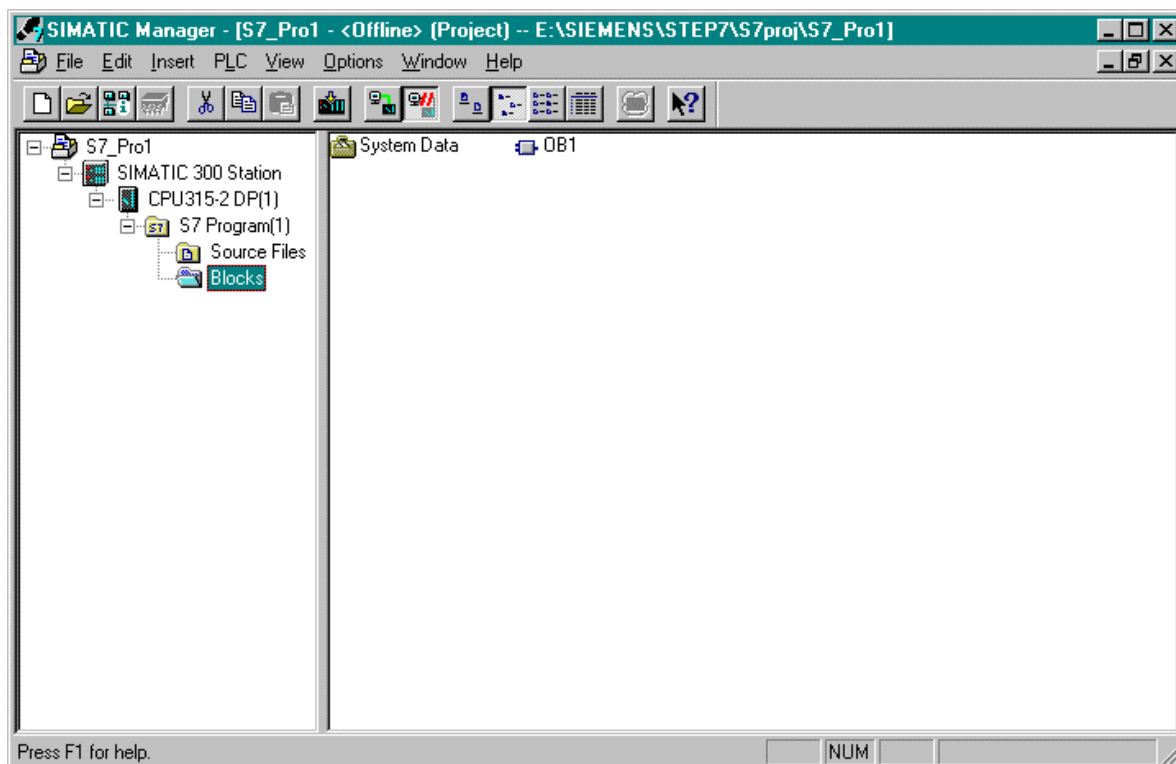 SIMATIC Manager - [S7_Pro1 - <Offline> (Project) -- E:\SIEMENS\STEP7\S7proj\S7_Pro1]
File Edit Insert PLC View Options Window Help
S7_Pro1
SIMATIC 300 Station
CPU315-2 DP(1)
S7 Program(1)
Source Files
Blocks
System Data OB1
Press F1 for help. NUM